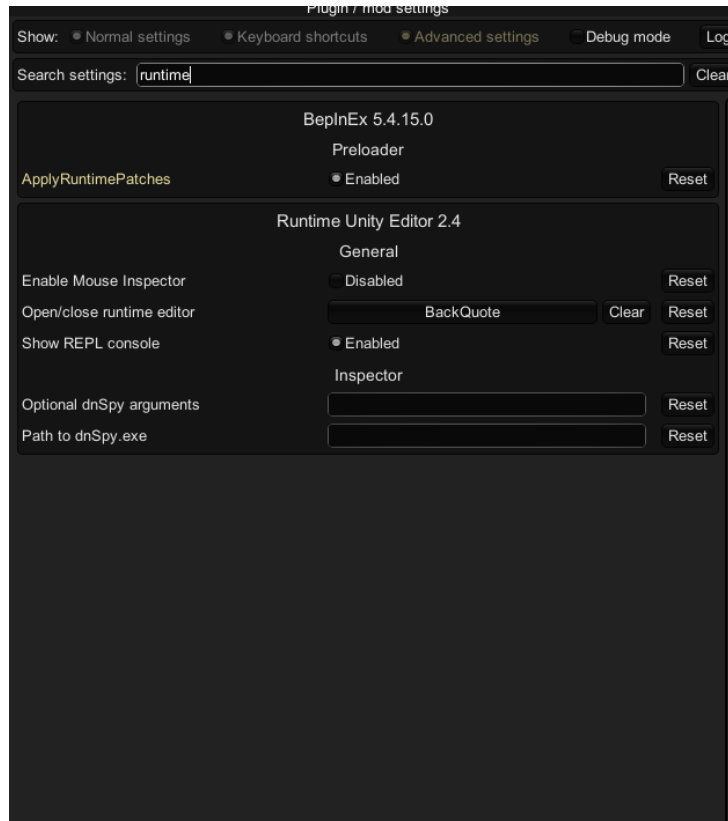 Plugin / mod settings
Show: Normal settings Keyboard shortcuts Advanced settings Debug mode Log
Search settings: runtime Clear
BepInEx 5.4.15.0
Preloader
ApplyRuntimePatches Enabled Reset
Runtime Unity Editor 2.4
General
Enable Mouse Inspector Disabled Reset
Open/close runtime editor BackQuote Clear Reset
Show REPL console Enabled Reset
Inspector
Optional dnSpy arguments Reset
Path to dnSpy.exe Reset